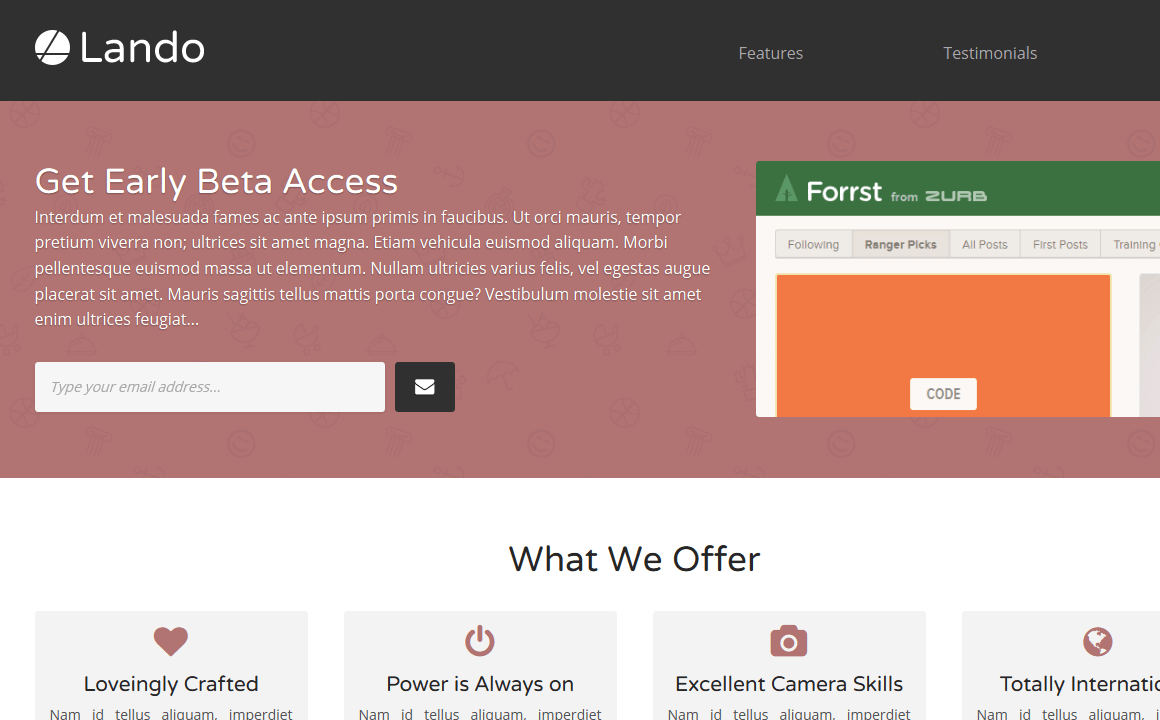 Lando
Features
Testimonials
Get Early Beta Access
Interdum et malesuada fames ac ante ipsum primis in faucibus. Ut orci mauris, tempor
pretium viverra non; ultrices sit amet magna. Etiam vehicula euismod aliquam. Morbi
pellentesque euismod massa ut elementum. Nullam ultricies varius felis, vel egestas augue
placerat sit amet. Mauris sagittis tellus mattis porta congue? Vestibulum molestie sit amet
enim ultrices feugiat...
Type your email address...
Forrst from ZURB
Following
Ranger Picks
All Posts
First Posts
Training
CODE
What We Offer
Loveingly Crafted
Power is Always on
Excellent Camera Skills
Totally
Nam id tellus aliquam, imperdiet
Nam id tellus aliquam, imperdiet
Nam id tellus aliquam, imperdiet
Nam id tellus aliquam,